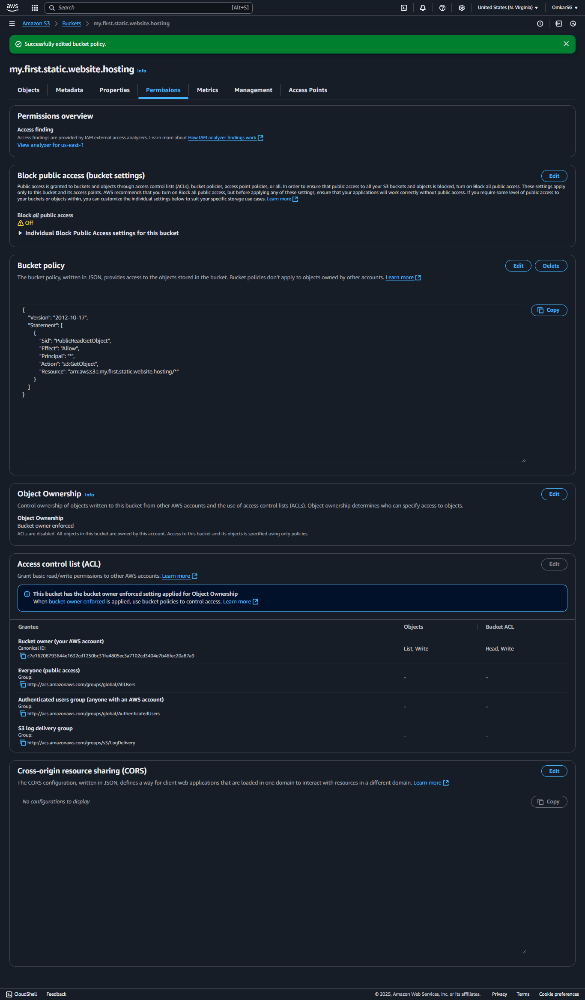 aws
Search [Alt+S]
United States (N. Virginia)
OmkarSG
Amazon S3 > Buckets > my.first.static.website.hosting
Successfully edited bucket policy.
my.first.static.website.hosting Info
Objects
Metadata
Properties
Permissions
Metrics
Management
Access Points
Permissions overview
Access finding
Access findings are provided by IAM external access analyzers. Learn more about How IAM analyzer findings work
View analyzer for us-east-1
Block public access (bucket settings)
Edit
Public access is granted to buckets and objects through access control lists (ACLs), bucket policies, access point policies, or all. In order to ensure that public access to all your S3 buckets and objects is blocked, turn on Block all public access. These settings apply
only to this bucket and its access points. AWS recommends that you turn on Block all public access, but before applying any of these settings, ensure that your applications will work correctly without public access. If you require some level of public access to
your buckets or objects within, you can customize the individual settings below to suit your specific storage use cases. Learn more
Block all public access
Off
Individual Block Public Access settings for this bucket
Bucket policy
Edit
Delete
The bucket policy, written in JSON, provides access to the objects stored in the bucket. Bucket policies don't apply to objects owned by other accounts. Learn more
Copy
{
"Version": "2012-10-17",
"Statement": [
{
"Sid": "PublicReadGetObject",
"Effect": "Allow",
"Principal": "*",
"Action": "s3:GetObject",
"Resource": "arn:aws:s3:::my.first.static.website.hosting/*"
}
]
}
Object Ownership Info
Edit
Control ownership of objects written to this bucket from other AWS accounts and the use of access control lists (ACLs). Object ownership determines who can specify access to objects.
Object Ownership
Bucket owner enforced
ACLs are disabled. All objects in this bucket are owned by this account. Access to this bucket and its objects is specified using only policies.
Access control list (ACL)
Edit
Grant basic read/write permissions to other AWS accounts. Learn more
This bucket has the bucket owner enforced setting applied for Object Ownership
When bucket owner enforced is applied, use bucket policies to control access. Learn more
Grantee Objects Bucket ACL
Bucket owner (your AWS account)
Canonical ID:
c7e16208793644e1632cd1250bc31fe4805ec3a7102cd3404e7b46fec20a87a9
List, Write
Read, Write
Everyone (public access)
Group:
http://acs.amazonaws.com/groups/global/AllUsers
- -
Authenticated users group (anyone with an AWS account)
Group:
http://acs.amazonaws.com/groups/global/AuthenticatedUsers
- -
S3 log delivery group
Group:
http://acs.amazonaws.com/groups/s3/LogDelivery
- -
Cross-origin resource sharing (CORS)
Edit
The CORS configuration, written in JSON, defines a way for client web applications that are loaded in one domain to interact with resources in a different domain. Learn more
No configurations to display
Copy
CloudShell Feedback
© 2025, Amazon Web Services, Inc. or its affiliates. Privacy Terms Cookie preferences